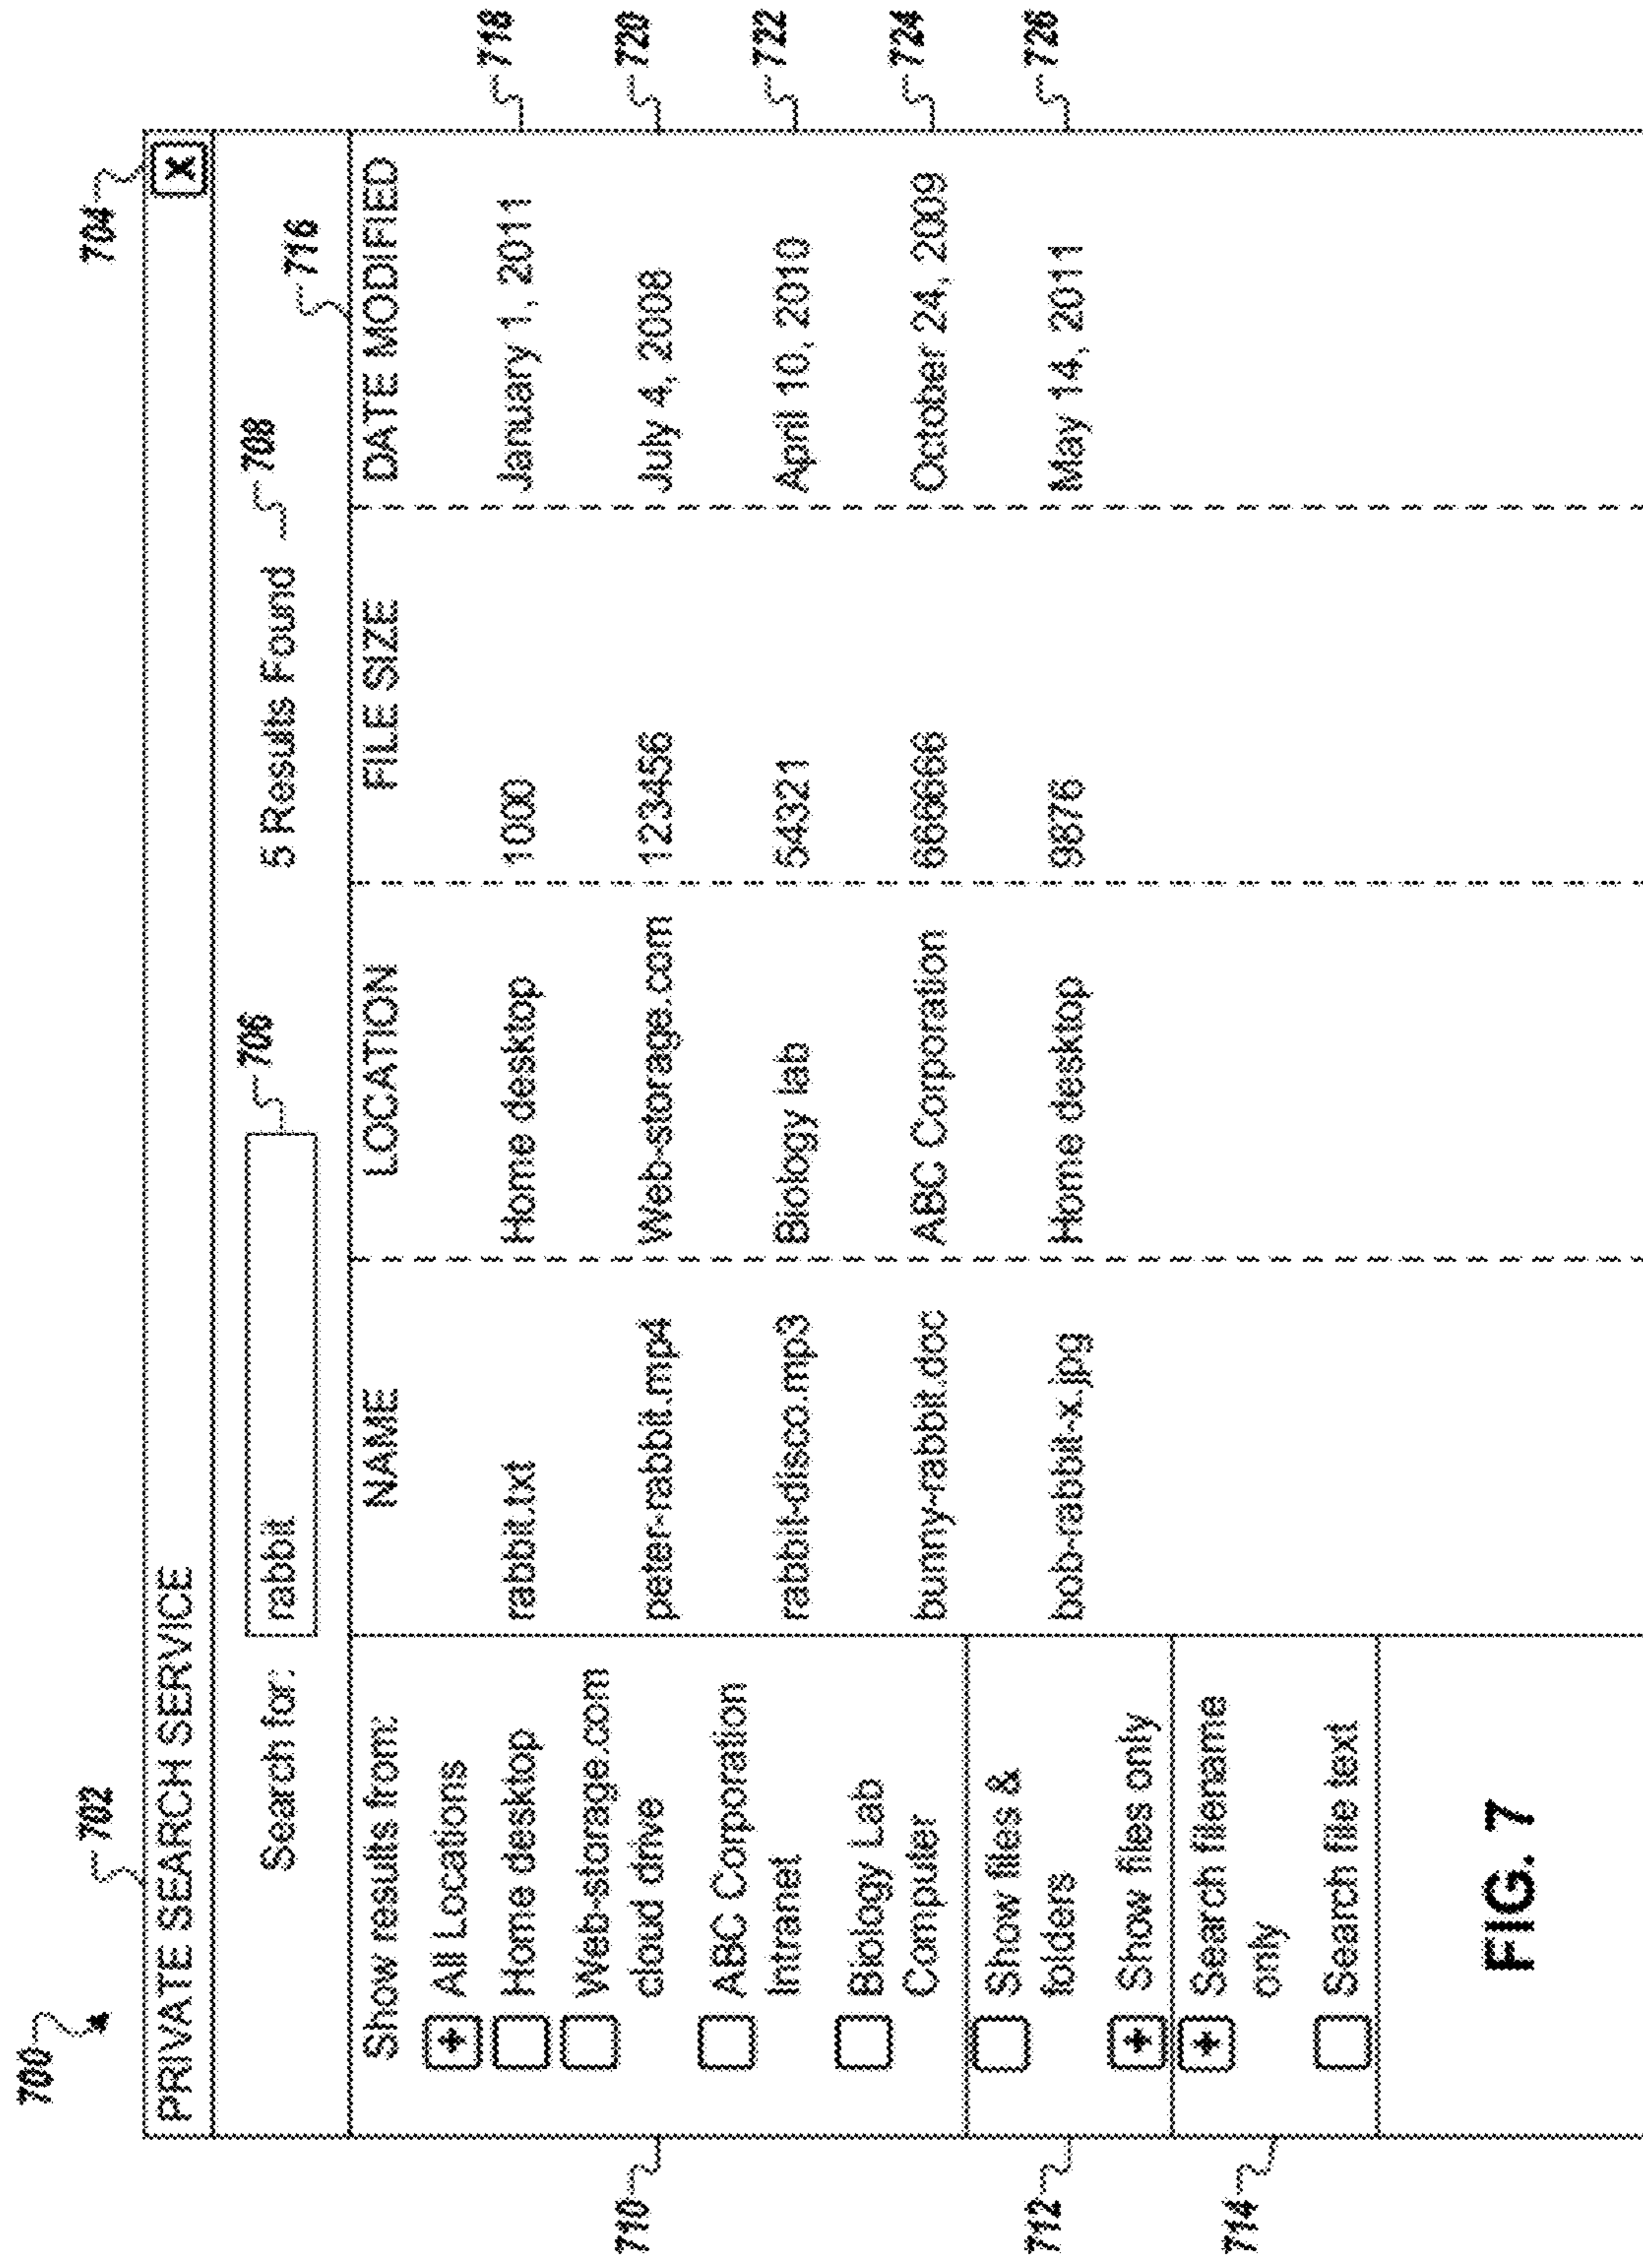 700
702
704
PRIVATE SEARCH SERVICE
X
Search for:
rabbit
706
5 Results Found
708
716
Show results from:
All Locations
Home desktop
Web-storage.com
cloud drive
ABC Corporation
Intranet
Biology Lab
Computer
710
Show files &
folders
Show files only
712
Search filename
only
Search file text
714
NAME LOCATION FILE SIZE DATE MODIFIED
rabbit.txt Home desktop 1000 January 1, 2011 718
peter-rabbit.mp4 Web-storage.com 123456 July 4, 2008 720
rabbit-disco.mp3 Biology lab 54321 April 10, 2010 722
bunny-rabbit.doc ABC Corporation 666666 October 24, 2009 724
bob-rabbit-x.jpg Home desktop 9876 May 14, 2011 726
FIG. 7